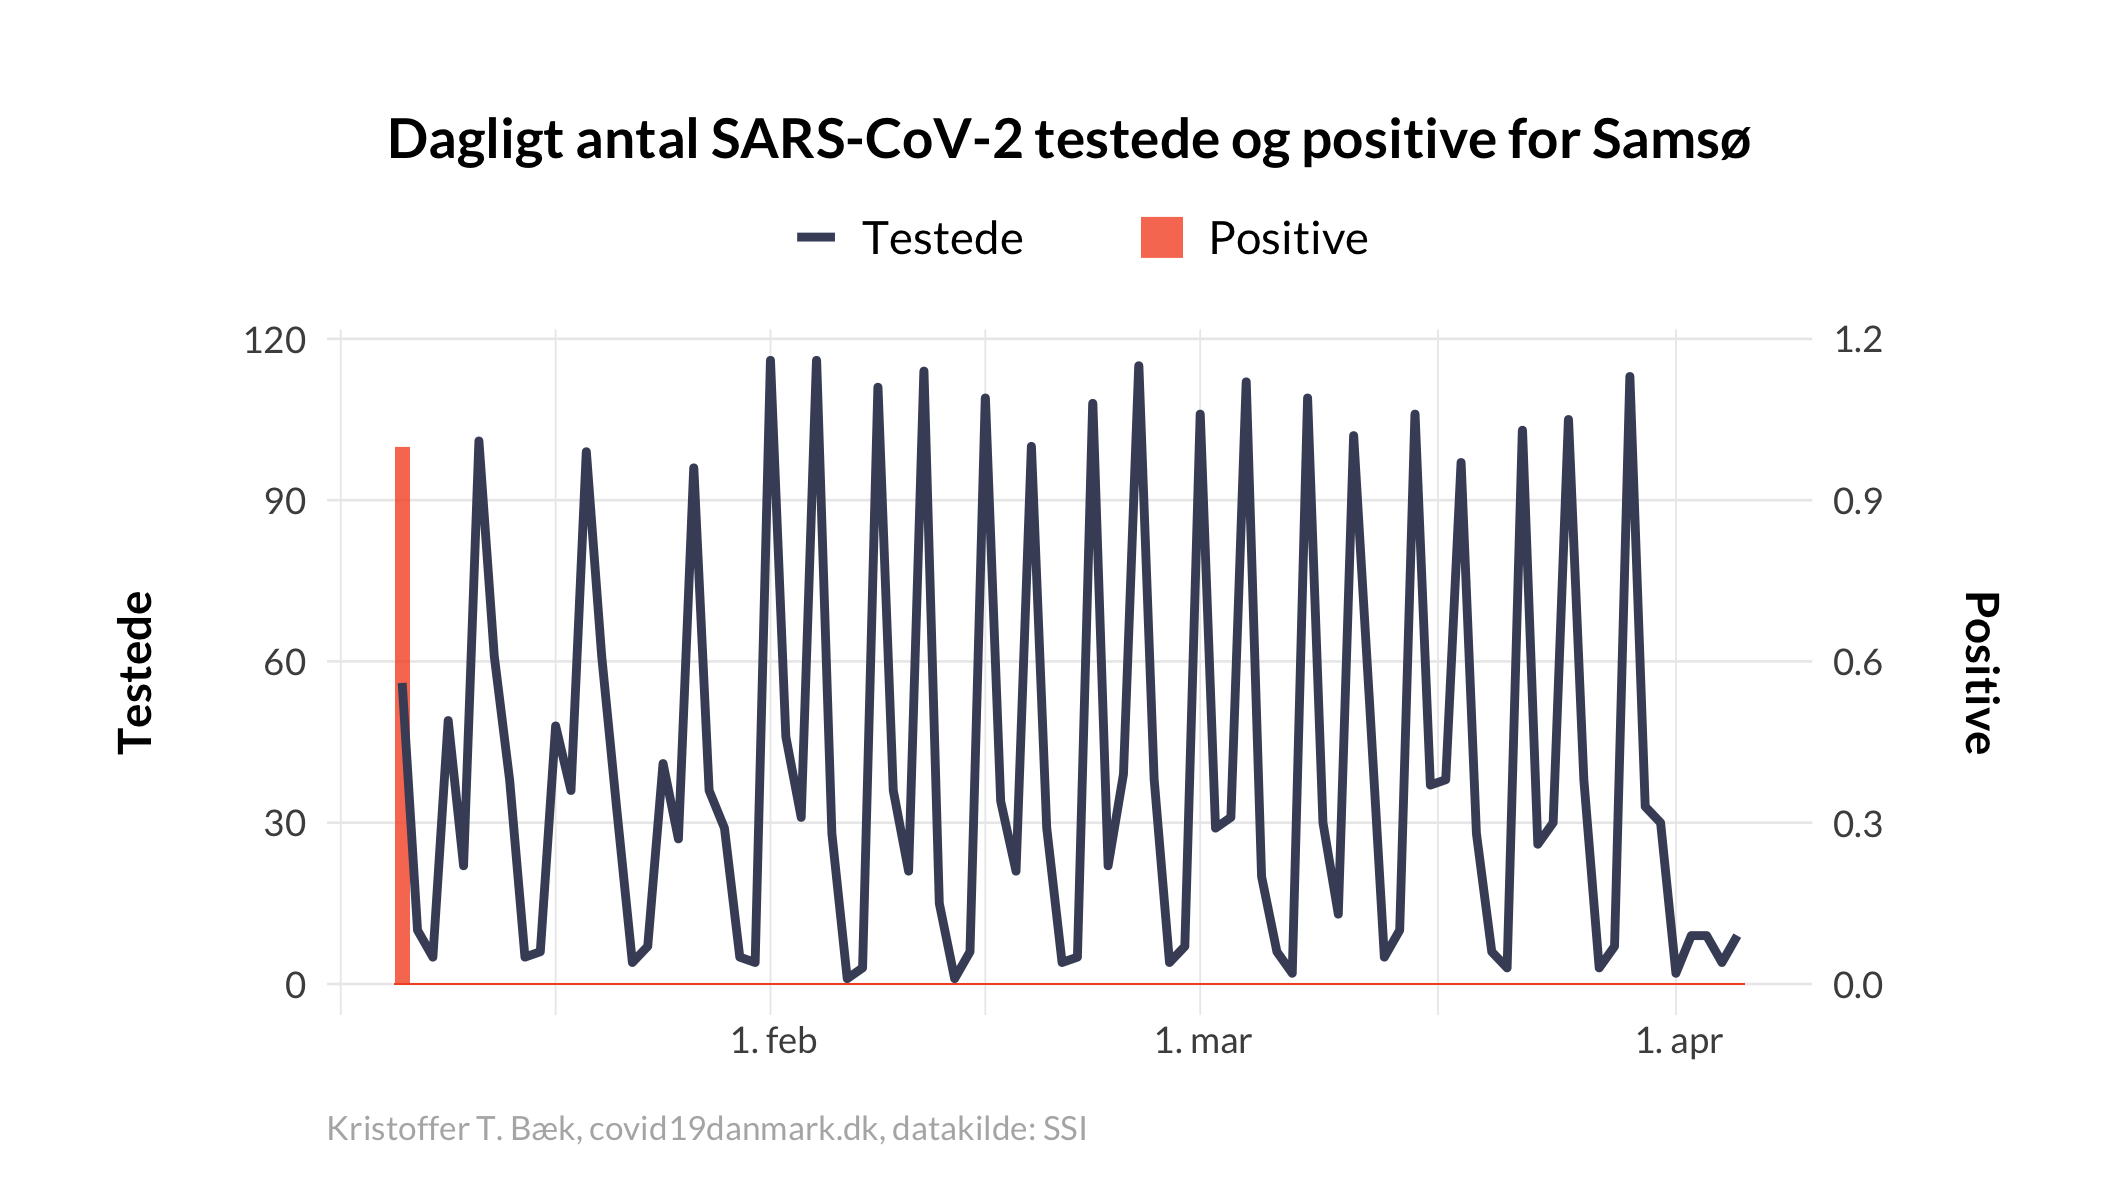 Dagligt antal SARS-CoV-2 testede og positive for Samsø
Testede
Positive
120
90
60
30
0
1.2
0.9
0.6
0.3
0.0
Testede
Positive
1. feb
1. mar
1. apr
Kristoffer T. Bæk, covid19danmark.dk, datakilde: SSI